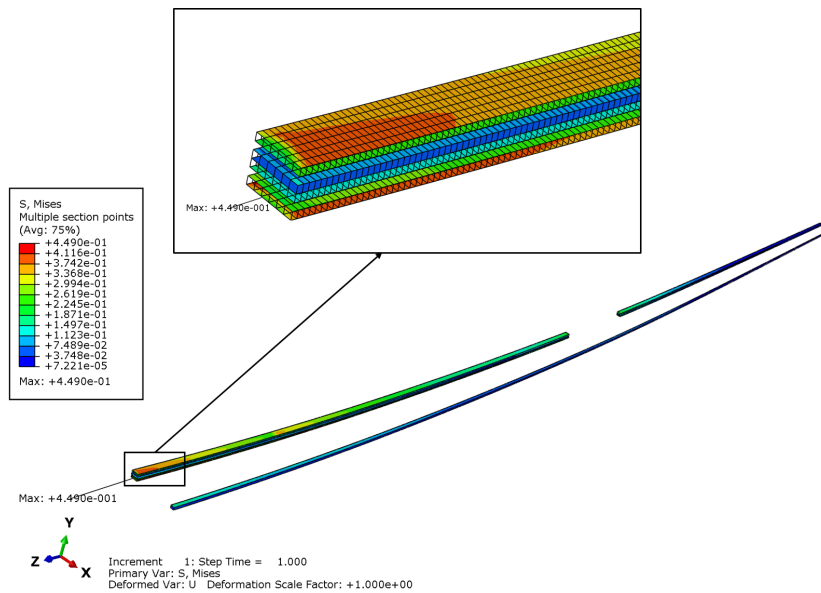 Max: +4.490e-001
S, Mises
Multiple section points
(Avg: 75%)
+4.490e-01
+4.116e-01
+3.742e-01
+3.368e-01
+2.994e-01
+2.619e-01
+2.245e-01
+1.871e-01
+1.497e-01
+1.123e-01
+7.489e-02
+3.748e-02
+7.221e-05
Max: +4.490e-01
Max: +4.490e-001
Y
Z
X
Increment 1: Step Time = 1.000
Primary Var: S, Mises
Deformed Var: U Deformation Scale Factor: +1.000e+00